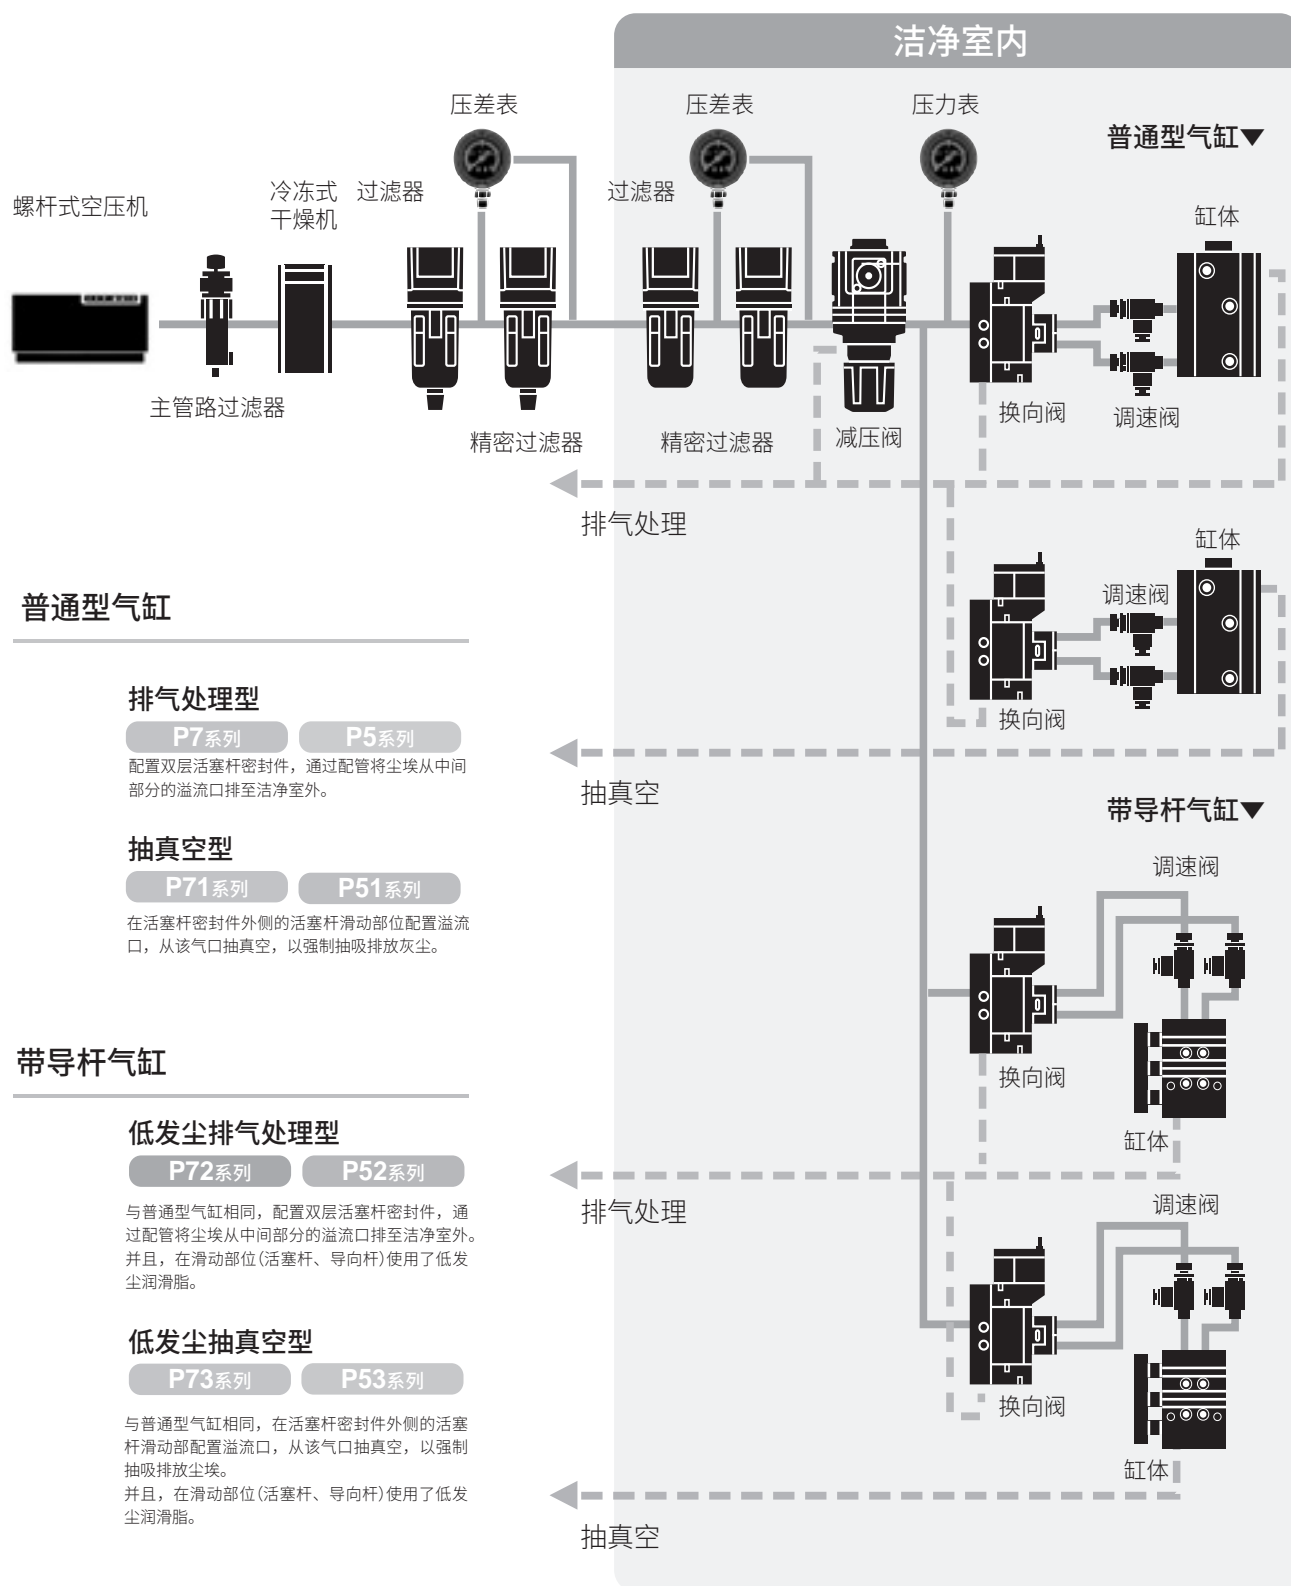 洁净室内
压差表
压差表
压力表
普通型气缸▼
螺杆式空压机
冷冻式
干燥机
过滤器
过滤器
缸体
主管路过滤器
精密过滤器
精密过滤器
减压阀
换向阀
调速阀
排气处理
缸体
调速阀
换向阀
抽真空
普通型气缸
排气处理型
P7系列
P5系列
配置双层活塞杆密封件，通过配管将尘埃从中间
部分的溢流口排至洁净室外。
抽真空型
P71系列
P51系列
在活塞杆密封件外侧的活塞杆滑动部位配置溢流
口，从该气口抽真空，以强制抽吸排放灰尘。
带导杆气缸▼
调速阀
换向阀
缸体
排气处理
调速阀
换向阀
缸体
抽真空
带导杆气缸
低发尘排气处理型
P72系列
P52系列
与普通型气缸相同，配置双层活塞杆密封件，通
过配管将尘埃从中间部分的溢流口排至洁净室外。
并且，在滑动部位(活塞杆、导向杆)使用了低发
尘润滑脂。
低发尘抽真空型
P73系列
P53系列
与普通型气缸相同，在活塞杆密封件外侧的活塞
杆滑动部配置溢流口，从该气口抽真空，以强制
抽吸排放尘埃。
并且，在滑动部位(活塞杆、导向杆)使用了低发
尘润滑脂。